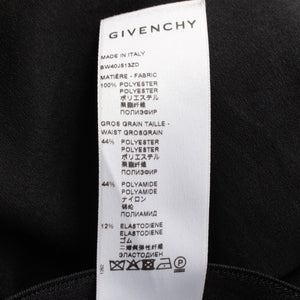 GIVENCHY
MADE IN ITALY
BW40J513ZD
MATIÈRE - FABRIC
100% POLYESTER
POLYESTER
ポリエステル
聚酯纤维
ПОЛИЭФИР
GROS GRAIN TAILLE -
WAIST GROSGRAIN
44% POLYESTER
POLYESTER
ポリエステル
聚酯纤维
ПОЛИЭФИР
44% POLYAMIDE
POLYAMIDE
ナイロン
锦纶
ПОЛИАМИД
12% ELASTODIENE
ELASTODIENE
ゴム
二烯类弹性纤维
ЭЛАСТОДИЕН